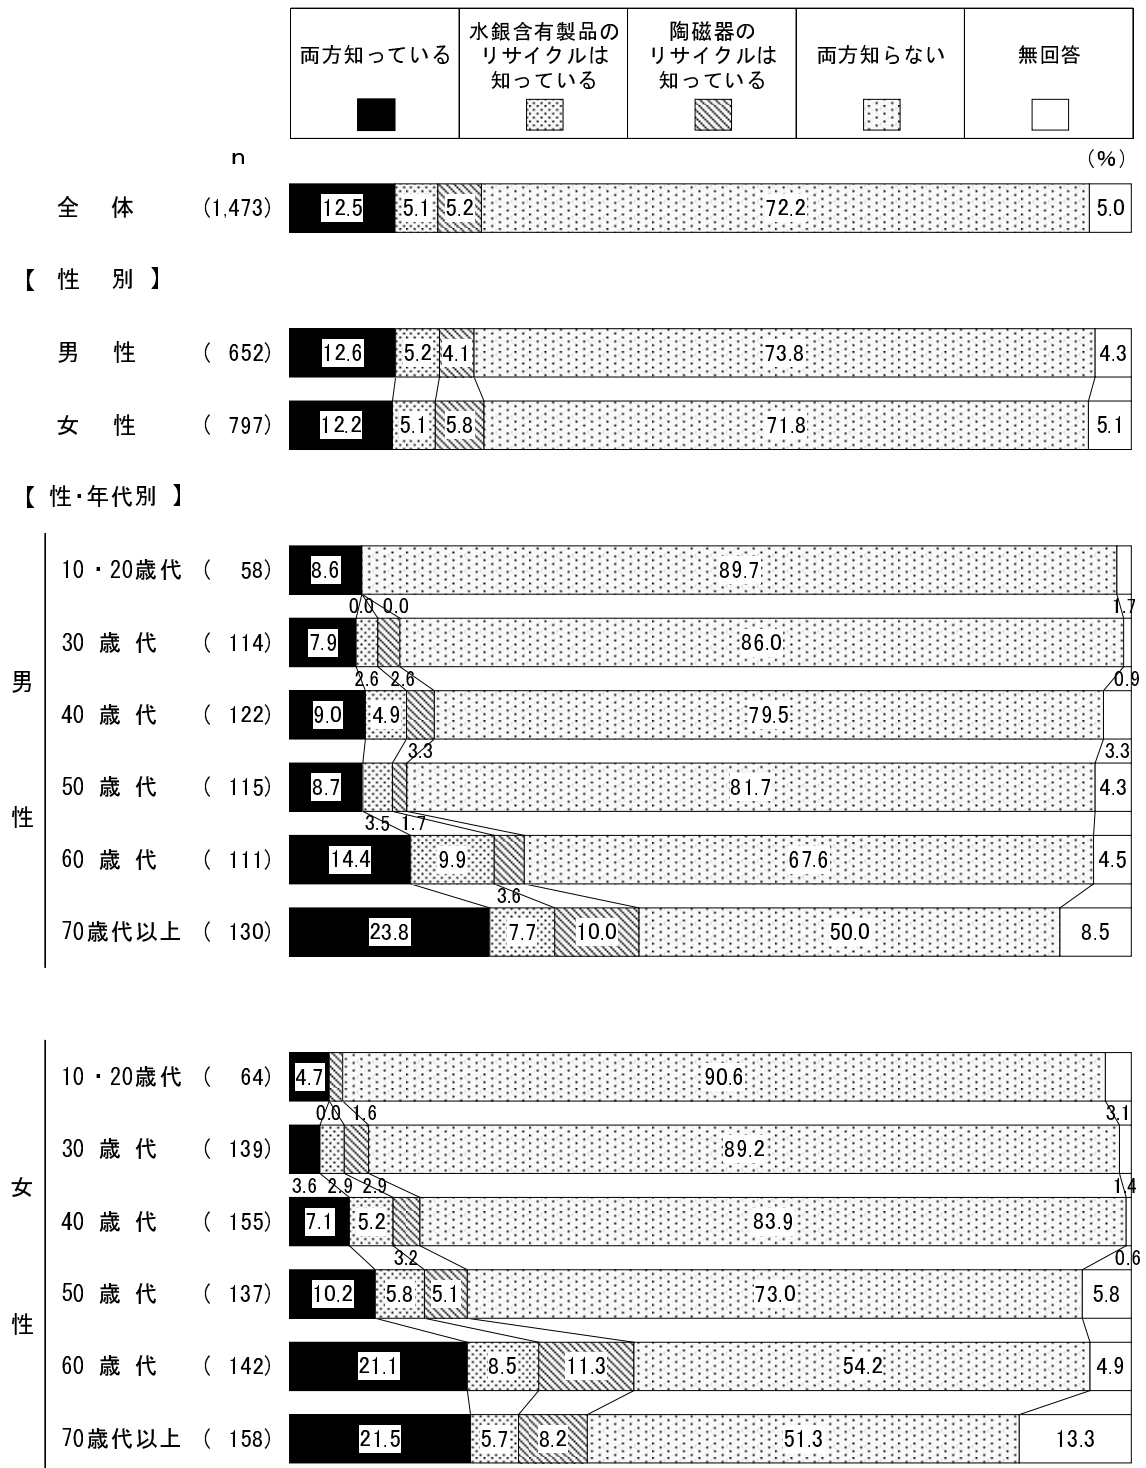 両方知っている
水銀含有製品の
リサイクルは
知っている
陶磁器の
リサイクルは
知っている
両方知らない
無回答
n (%)
全 体 (1,473) 12.5 5.1 5.2 72.2 5.0
【 性 別 】
男 性 ( 652) 12.6 5.2 4.1 73.8 4.3
女 性 ( 797) 12.2 5.1 5.8 71.8 5.1
【 性・年代別 】
男性
10・20歳代 ( 58) 8.6 89.7
0.0 0.0 1.7
30 歳 代 ( 114) 7.9 86.0
2.6 2.6 0.9
40 歳 代 ( 122) 9.0 4.9 79.5
3.3 3.3
50 歳 代 ( 115) 8.7 81.7 4.3
3.5 1.7
60 歳 代 ( 111) 14.4 9.9 67.6 4.5
3.6
70歳代以上 ( 130) 23.8 7.7 10.0 50.0 8.5
女性
10・20歳代 ( 64) 4.7 90.6
0.0 1.6 3.1
30 歳 代 ( 139) 89.2
3.6 2.9 2.9 1.4
40 歳 代 ( 155) 7.1 5.2 83.9
3.2 0.6
50 歳 代 ( 137) 10.2 5.8 5.1 73.0 5.8
60 歳 代 ( 142) 21.1 8.5 11.3 54.2 4.9
70歳代以上 ( 158) 21.5 5.7 8.2 51.3 13.3